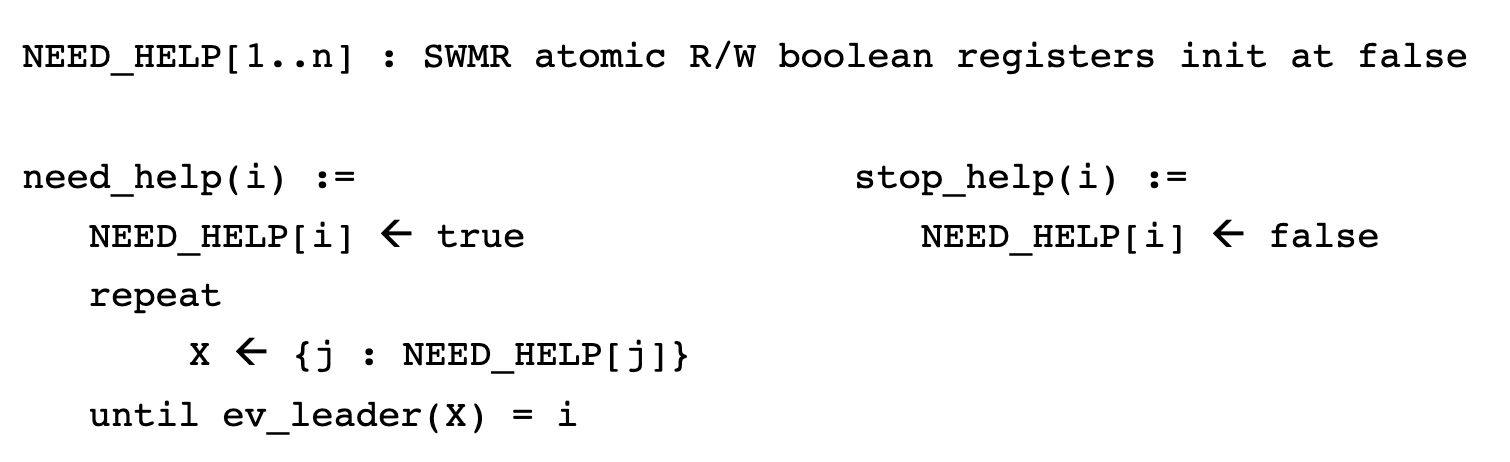 NEED_HELP[1..n] : SWMR atomic R/W boolean registers init at false
need_help(i) :=
NEED_HELP[i] ← true
repeat
X ← {j : NEED_HELP[j]}
until ev_leader(X) = i
stop_help(i) :=
NEED_HELP[i] ← false